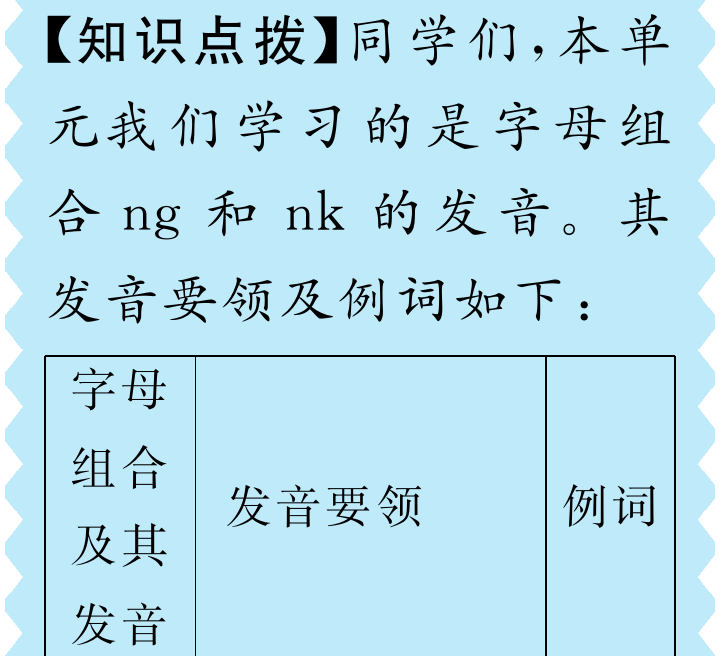 【知识点拨】同学们，本单
元我们学习的是字母组
合 ng 和 nk 的发音。其
发音要领及例词如下：
字母
组合
及其
发音
发音要领
例词